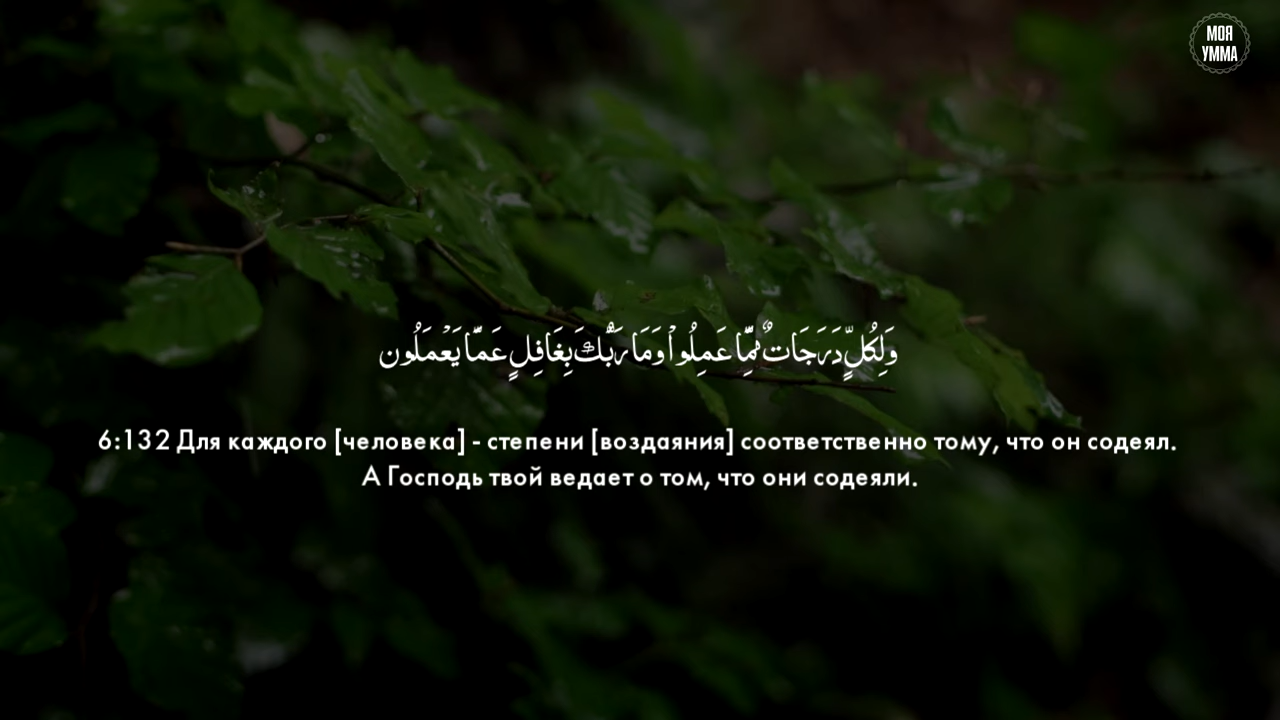 МОЯ
УММА
وَلِكُلٍّ دَرَجَاتٌ مِّمَّا عَمِلُوا۟ وَمَا رَبُّكَ بِغَافِلٍ عَمَّا يَعْمَلُون
6:132 Для каждого [человека] - степени [воздаяния] соответственно тому, что он содеял.
А Господь твой ведает о том, что они содеяли.